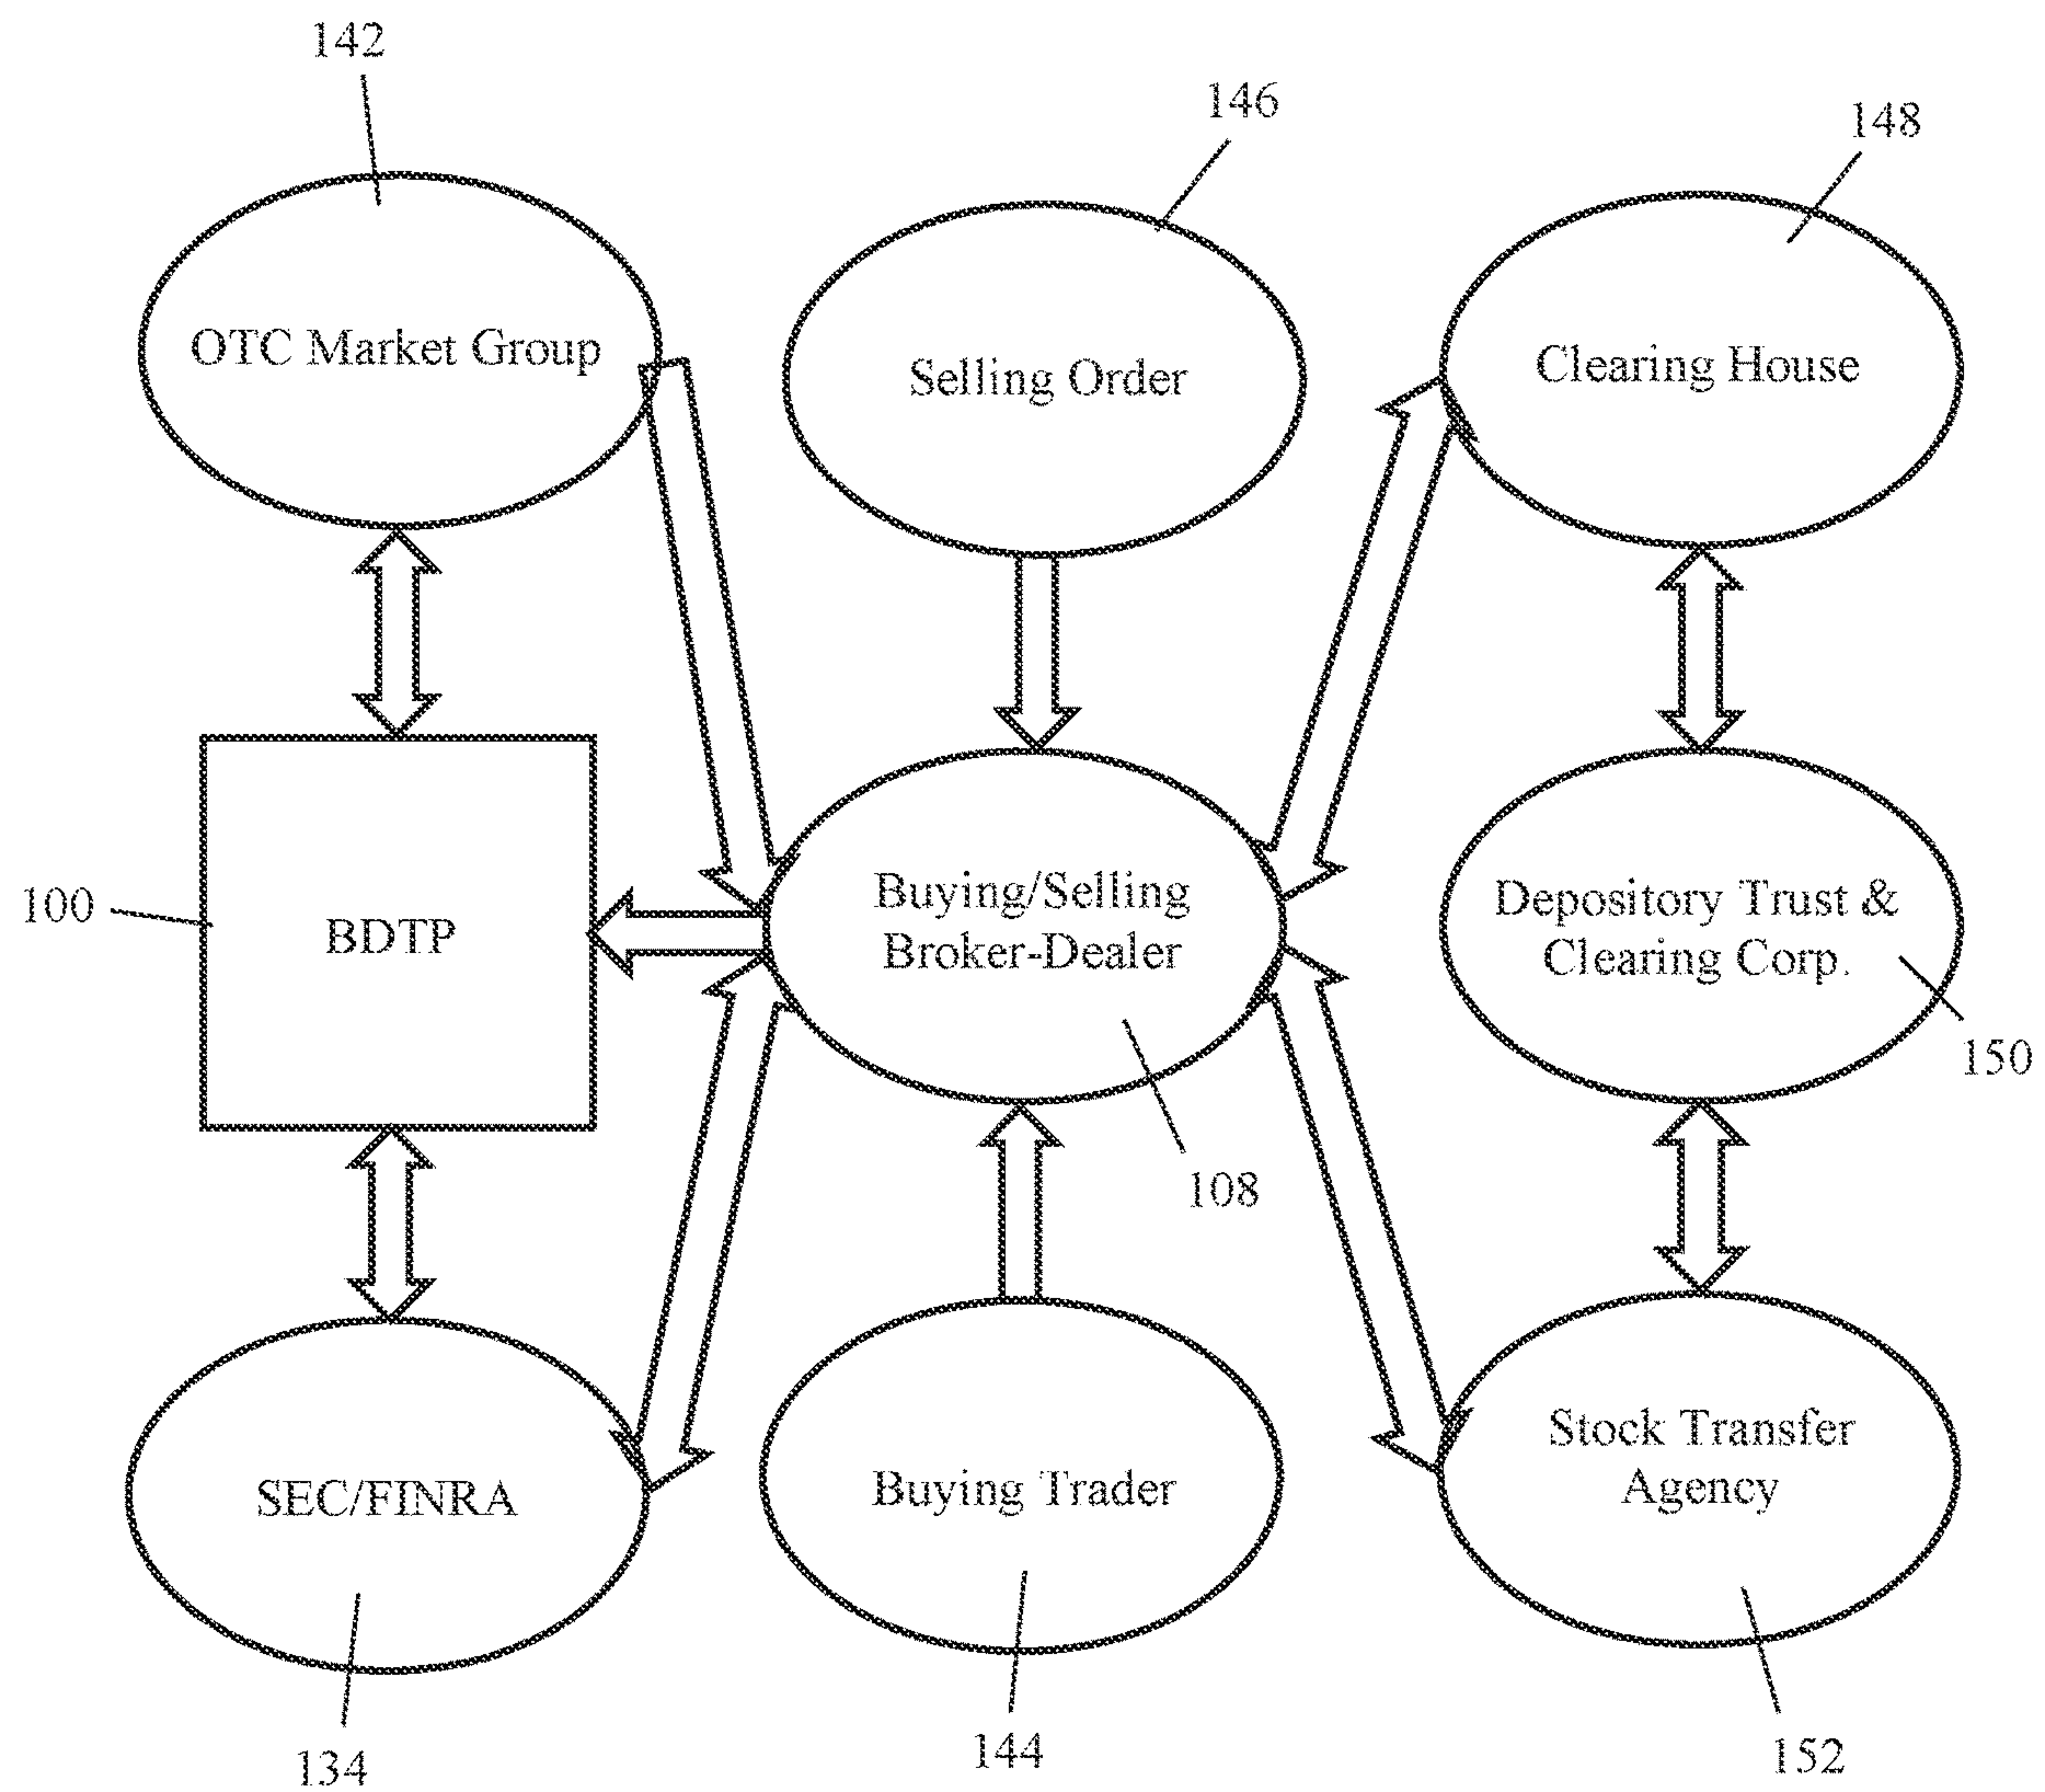 142
146
148
OTC Market Group
Selling Order
Clearing House
100
BDTP
Buying/Selling
Broker-Dealer
Depository Trust &
Clearing Corp.
150
108
SEC/FINRA
Buying Trader
Stock Transfer
Agency
134
144
152